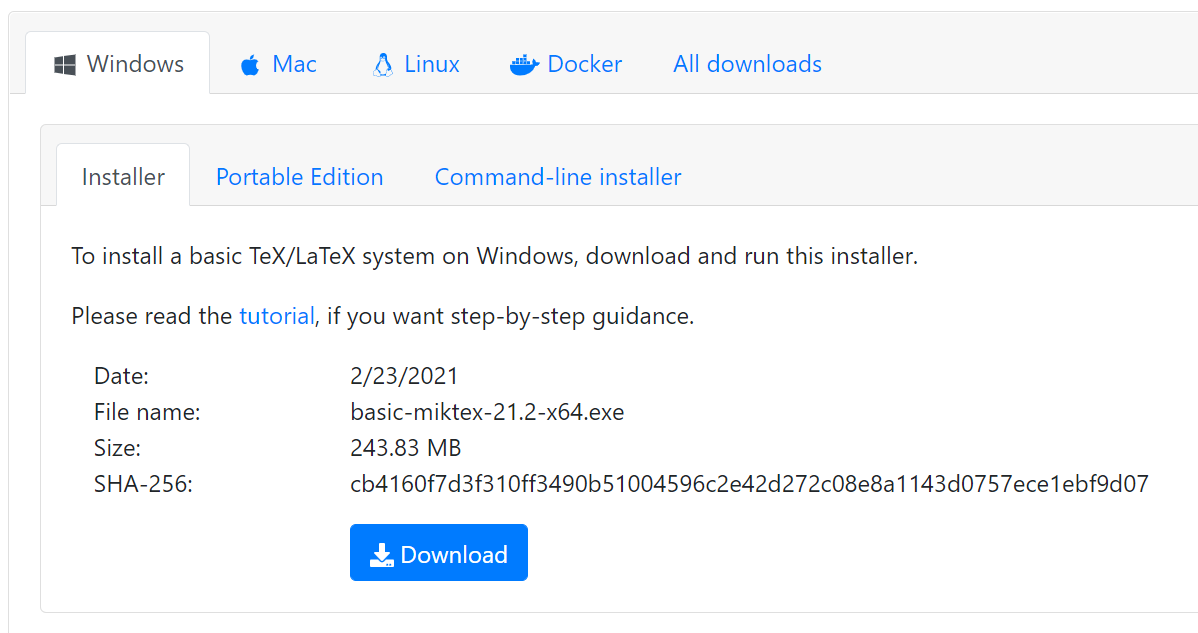 Windows Mac Linux Docker All downloads
Installer Portable Edition Command-line installer
To install a basic TeX/LaTeX system on Windows, download and run this installer.
Please read the tutorial, if you want step-by-step guidance.
Date: 2/23/2021
File name: basic-miktex-21.2-x64.exe
Size: 243.83 MB
SHA-256: cb4160f7d3f310ff3490b51004596c2e42d272c08e8a1143d0757ece1ebf9d07
Download